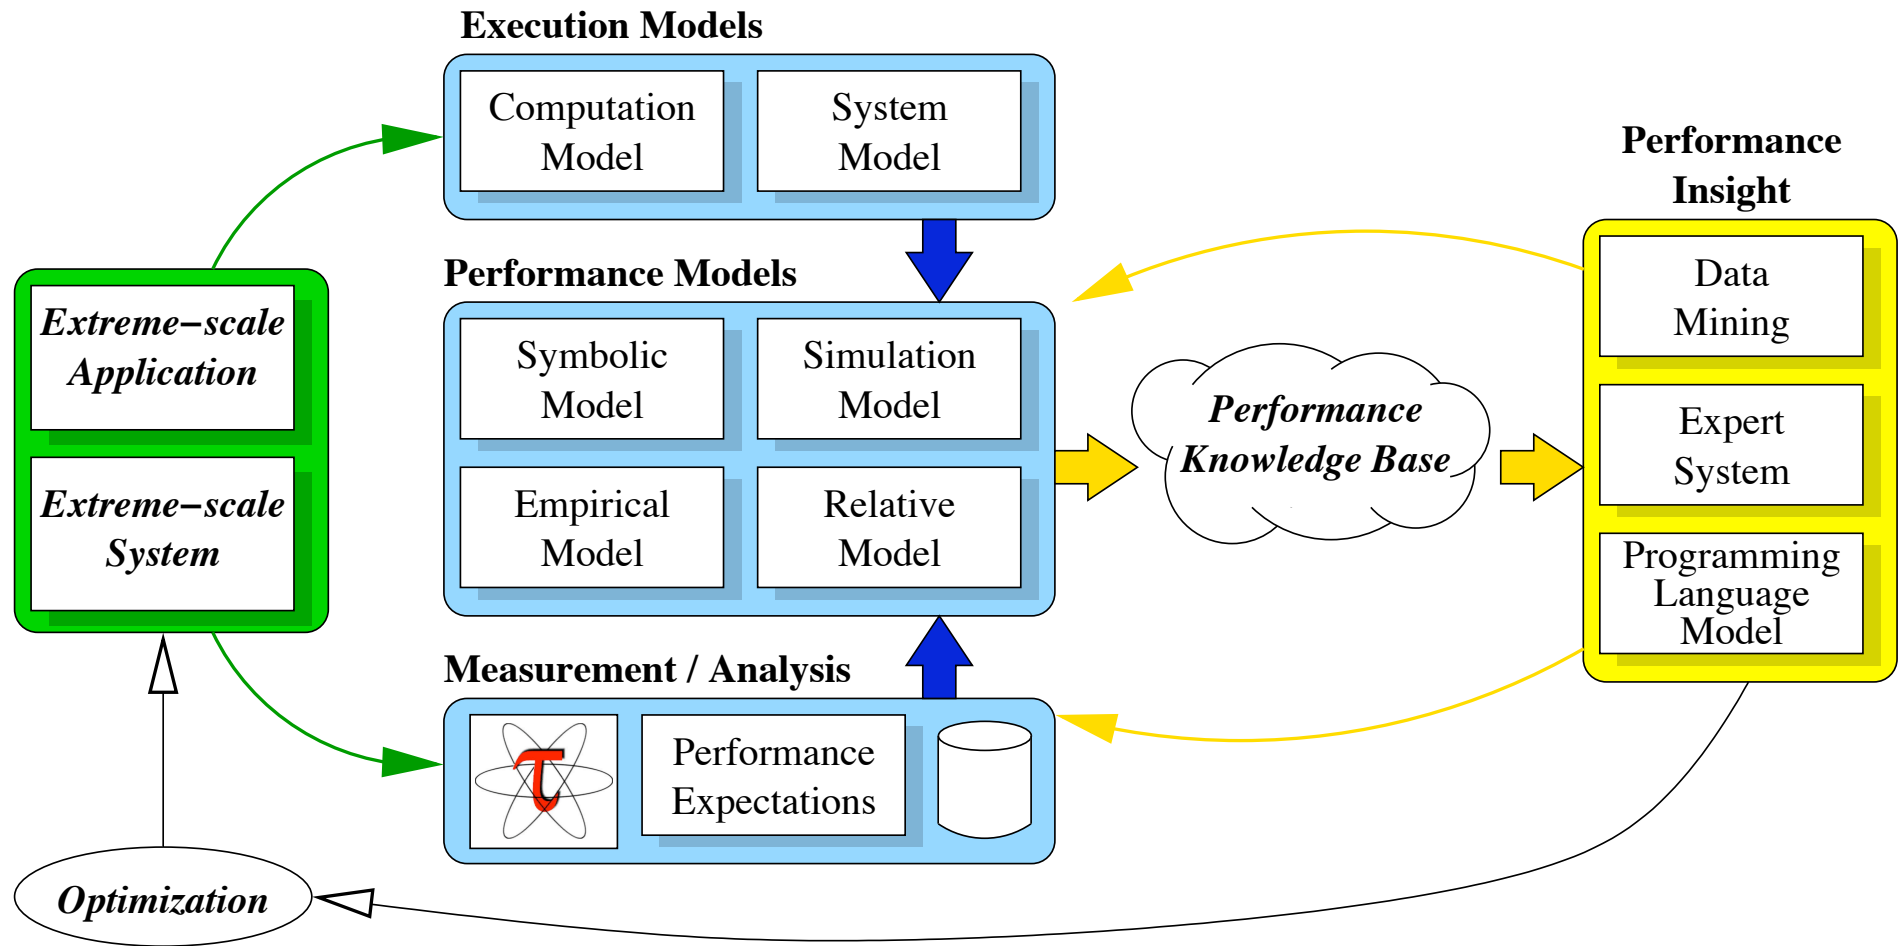 Execution Models
Computation
Model
System
Model
Performance
Insight
Performance Models
Extreme−scale
Application
Extreme−scale
System
Symbolic
Model
Simulation
Model
Empirical
Model
Relative
Model
Performance
Knowledge Base
Data
Mining
Expert
System
Programming
Language
Model
Measurement / Analysis
τ
Performance
Expectations
Optimization